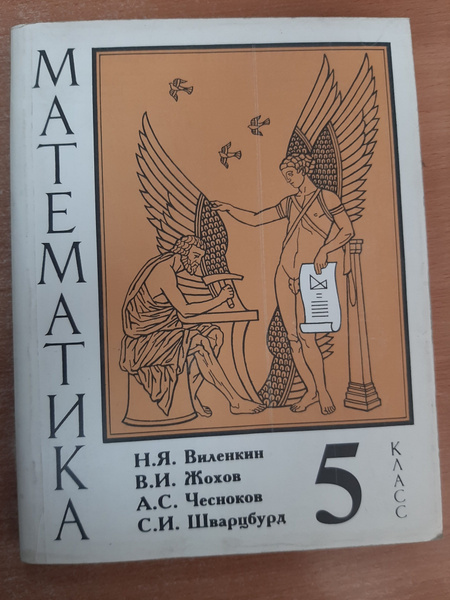 МАТЕМАТИКА
Н.Я. Виленкин
В.И. Жохов
А.С. Чесноков
С.И. Шварцбурд
5
КЛАСС